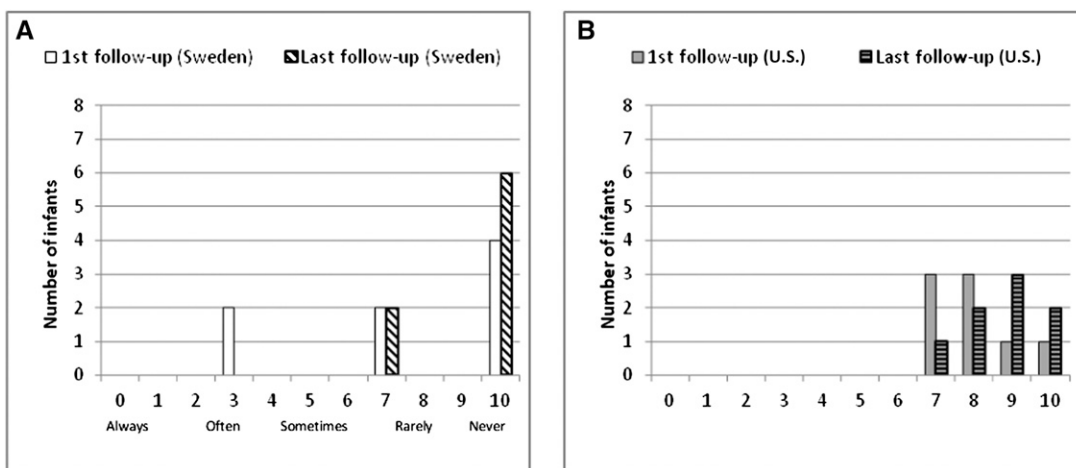 A
1st follow-up (Sweden) Last follow-up (Sweden)
8
7
6
5
4
3
2
1
0
Number of infants
0 1 2 3 4 5 6 7 8 9 10
Always Often Sometimes Rarely Never
B
1st follow-up (U.S.) Last follow-up (U.S.)
8
7
6
5
4
3
2
1
0
Number of infants
0 1 2 3 4 5 6 7 8 9 10